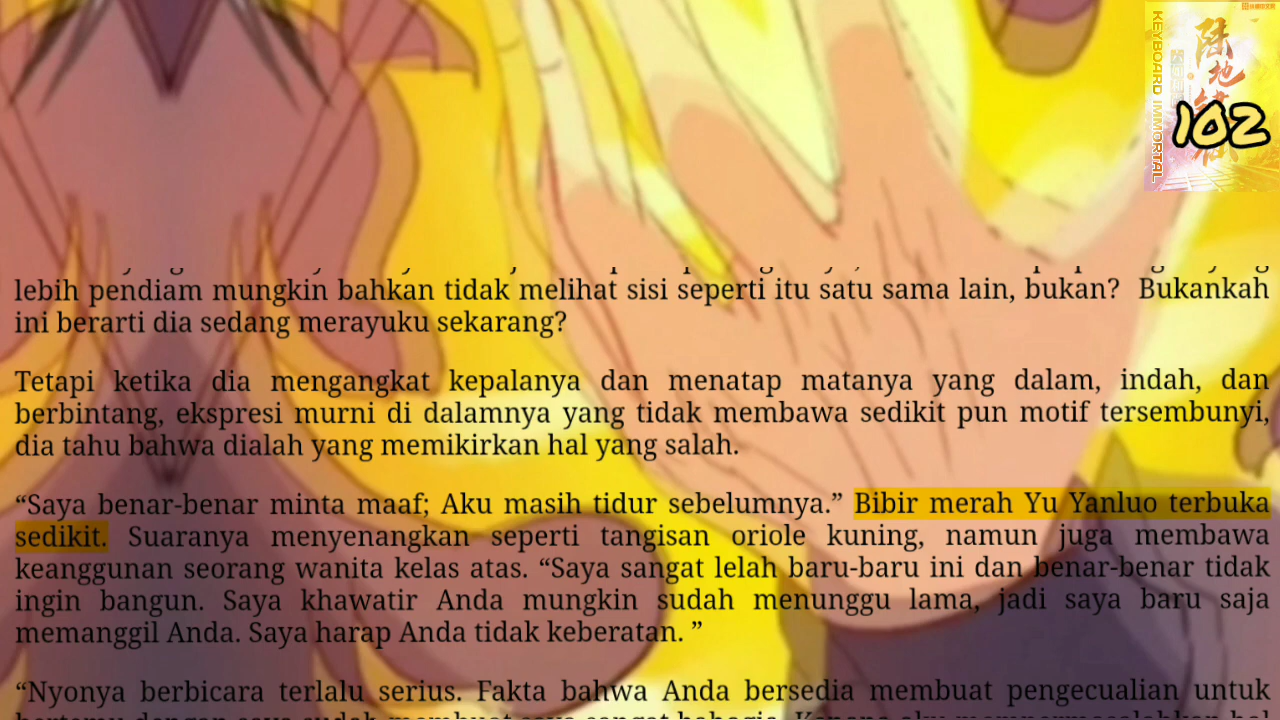 KEYBOARD IMMORTAL
陆地
102
lebih pendiam mungkin bahkan tidak melihat sisi seperti itu satu sama lain, bukan?  Bukankah
ini berarti dia sedang merayuku sekarang?
Tetapi ketika dia mengangkat kepalanya dan menatap matanya yang dalam, indah, dan
berbintang, ekspresi murni di dalamnya yang tidak membawa sedikit pun motif tersembunyi,
dia tahu bahwa dialah yang memikirkan hal yang salah.
“Saya benar-benar minta maaf; Aku masih tidur sebelumnya.” Bibir merah Yu Yanluo terbuka
sedikit. Suaranya menyenangkan seperti tangisan oriole kuning, namun juga membawa
keanggunan seorang wanita kelas atas. “Saya sangat lelah baru-baru ini dan benar-benar tidak
ingin bangun. Saya khawatir Anda mungkin sudah menunggu lama, jadi saya baru saja
memanggil Anda. Saya harap Anda tidak keberatan. ”
“Nyonya berbicara terlalu serius. Fakta bahwa Anda bersedia membuat pengecualian untuk